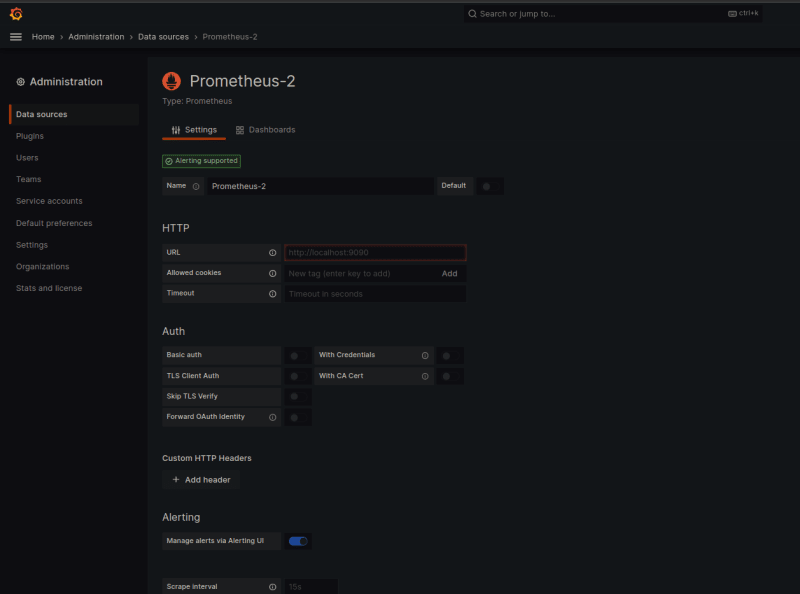 Search or jump to...
ctrl+k
Home › Administration › Data sources › Prometheus-2
Administration
Data sources
Plugins
Users
Teams
Service accounts
Default preferences
Settings
Organizations
Stats and license
Prometheus-2
Type: Prometheus
Settings
Dashboards
Alerting supported
Name Prometheus-2 Default
HTTP
URL http://localhost:9090
Allowed cookies New tag (enter key to add) Add
Timeout Timeout in seconds
Auth
Basic auth With Credentials
TLS Client Auth With CA Cert
Skip TLS Verify
Forward OAuth Identity
Custom HTTP Headers
+ Add header
Alerting
Manage alerts via Alerting UI
Scrape interval 15s